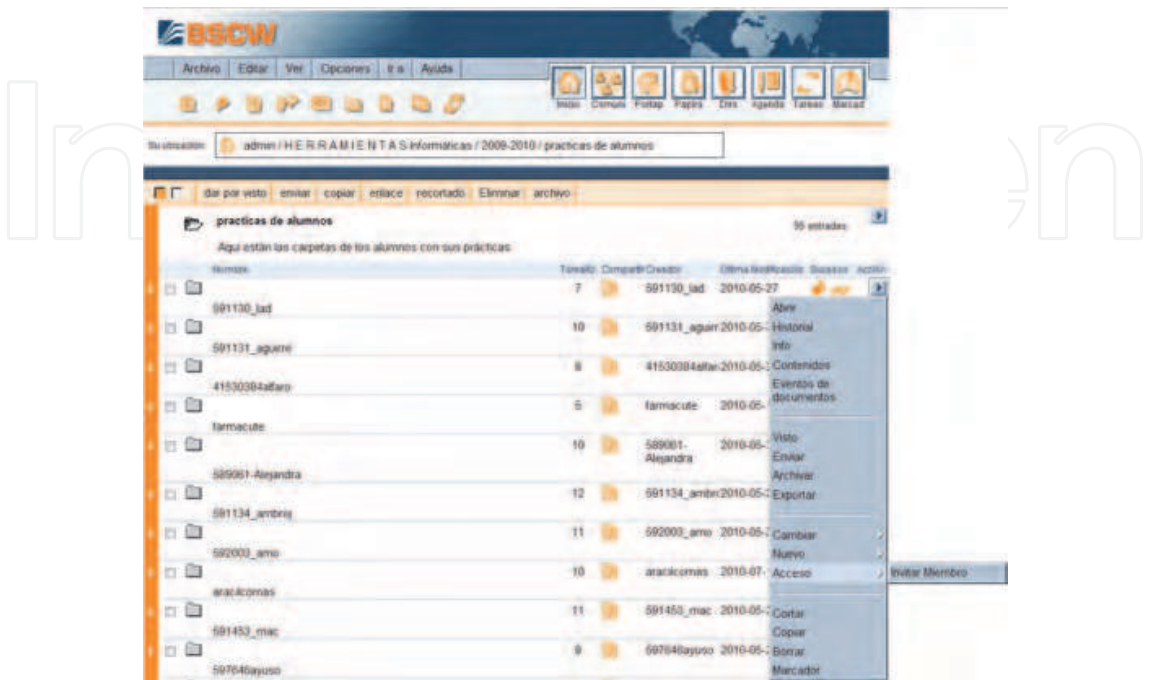 BSCW
Archivo Editar Ver Opciones Ir a Ayuda
Inicio Comuni Portap Papirs Dirs Agenda Tareas Marcad
Su ubicación: admin / H E R R A M I E N T A S Informáticas / 2009-2010 / practicas de alumnos
dar por visto enviar copiar enlace recortado Eliminar archivo
practicas de alumnos 95 entradas
Aqui están las carpetas de los alumnos con sus prácticas
Nombre Tamaño Compartir Creador Última Modificación Sucesos Acción
7 591130_lad 2010-05-27
591130_lad
10 591131_aguirr 2010-05-
591131_aguirre
8 41530384alfar 2010-05-
41530384alfaro
5 farmacute 2010-05-
farmacute
10 589061- 2010-05-
Alejandra
589061-Alejandra
12 591134_ambri 2010-05-
591134_ambrig
11 592003_amo 2010-05-
592003_amo
10 aracilcomas 2010-07-
aracilcomas
11 591453_mac 2010-05-
591453_mac
9 597646ayuso 2010-05-
597646ayuso
Abrir
Historial
Info
Contenidos
Eventos de
documentos
Visto
Enviar
Archivar
Exportar
Cambiar
Nuevo
Acceso Invitar Miembro
Cortar
Copiar
Borrar
Marcador